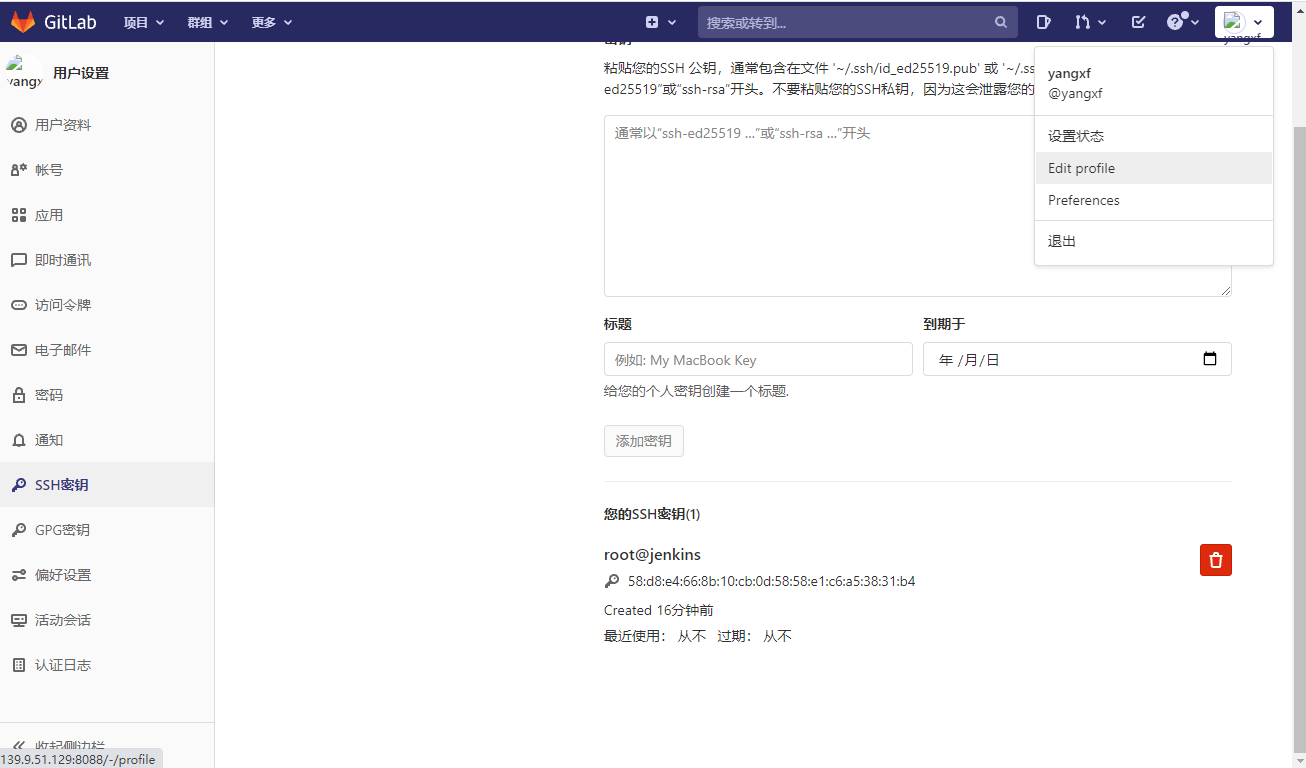 GitLab 项目 群组 更多 搜索或转到...
yangxf
yangxf
@yangxf
设置状态
Edit profile
Preferences
退出
yangxf 用户设置
用户资料
帐号
应用
即时通讯
访问令牌
电子邮件
密码
通知
SSH密钥
GPG密钥
偏好设置
活动会话
认证日志
收起侧边栏
139.9.51.129:8088/-/profile
密钥
粘贴您的SSH 公钥，通常包含在文件 '~/.ssh/id_ed25519.pub' 或 '~/.ss
ed25519”或“ssh-rsa”开头。不要粘贴您的SSH私钥，因为这会泄露您的
通常以“ssh-ed25519 ...”或“ssh-rsa ...”开头
标题 到期于
例如: My MacBook Key 年 /月/日
给您的个人密钥创建一个标题.
添加密钥
您的SSH密钥(1)
root@jenkins
58:d8:e4:66:8b:10:cb:0d:58:58:e1:c6:a5:38:31:b4
Created 16分钟前
最近使用： 从不 过期： 从不